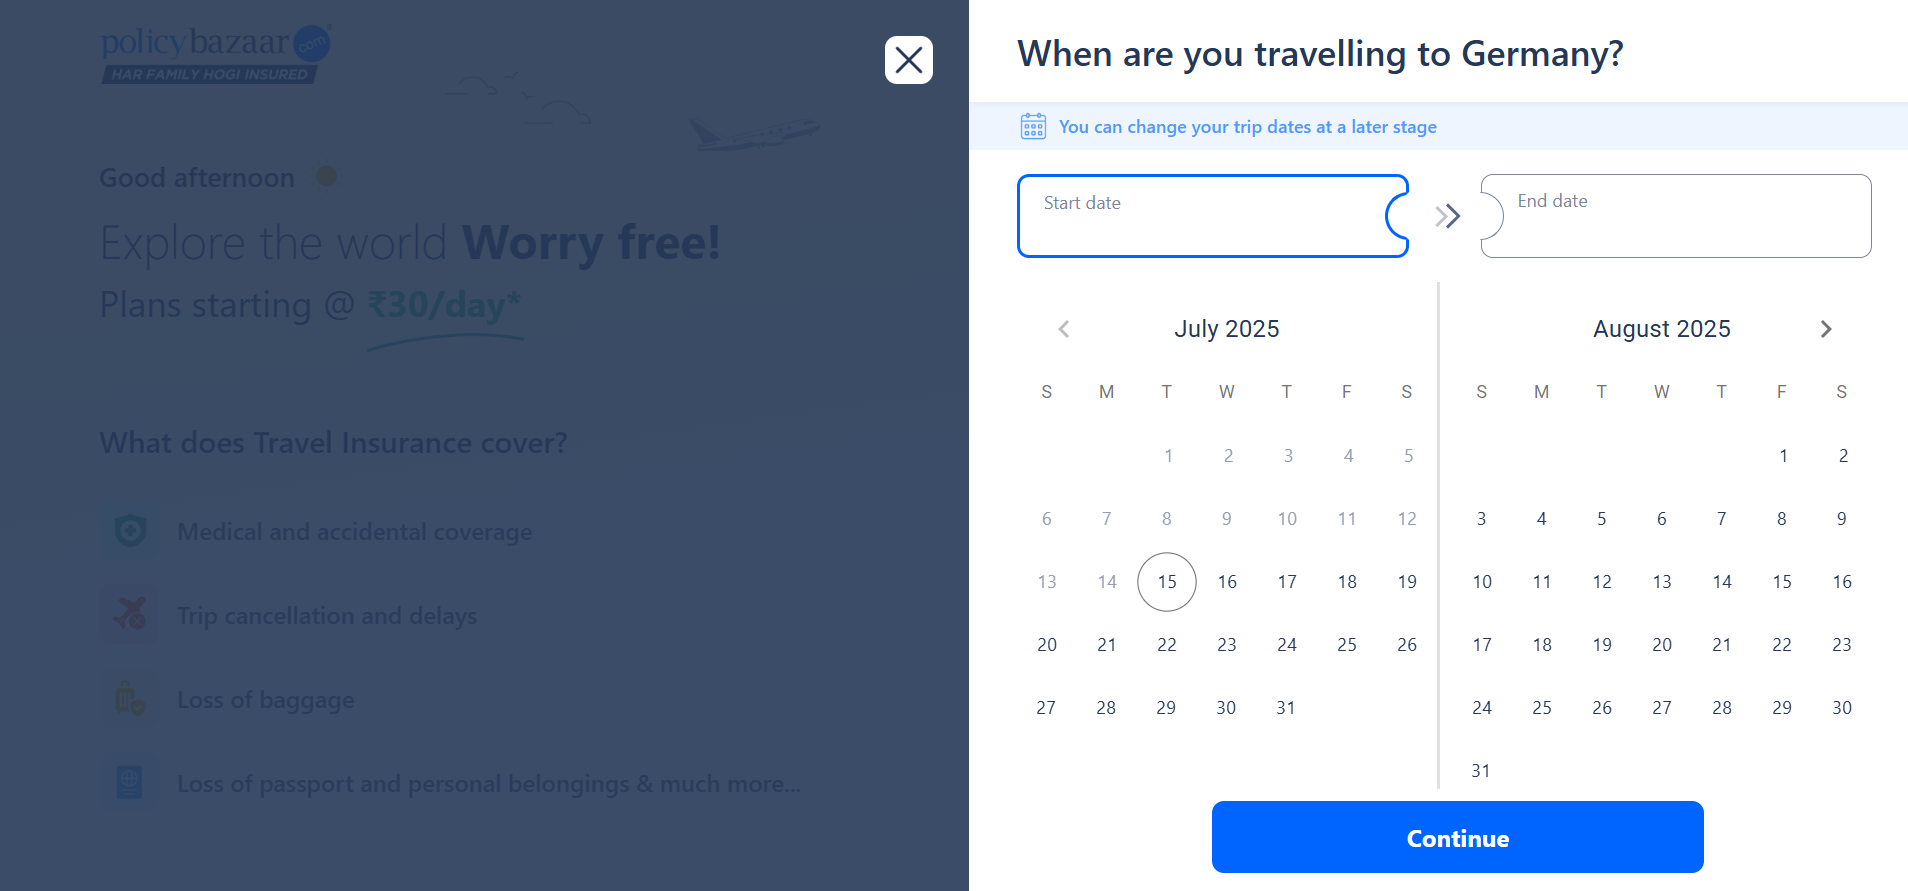 policybazaar com
HAR FAMILY HOGI INSURED
Good afternoon
Explore the world Worry free!
Plans starting @ ₹30/day*
What does Travel Insurance cover?
Medical and accidental coverage
Trip cancellation and delays
Loss of baggage
Loss of passport and personal belongings & much more...
When are you travelling to Germany?
You can change your trip dates at a later stage
Start date
End date
July 2025
S M T W T F S
1 2 3 4 5
6 7 8 9 10 11 12
13 14 15 16 17 18 19
20 21 22 23 24 25 26
27 28 29 30 31
August 2025
S M T W T F S
1 2
3 4 5 6 7 8 9
10 11 12 13 14 15 16
17 18 19 20 21 22 23
24 25 26 27 28 29 30
31
Continue